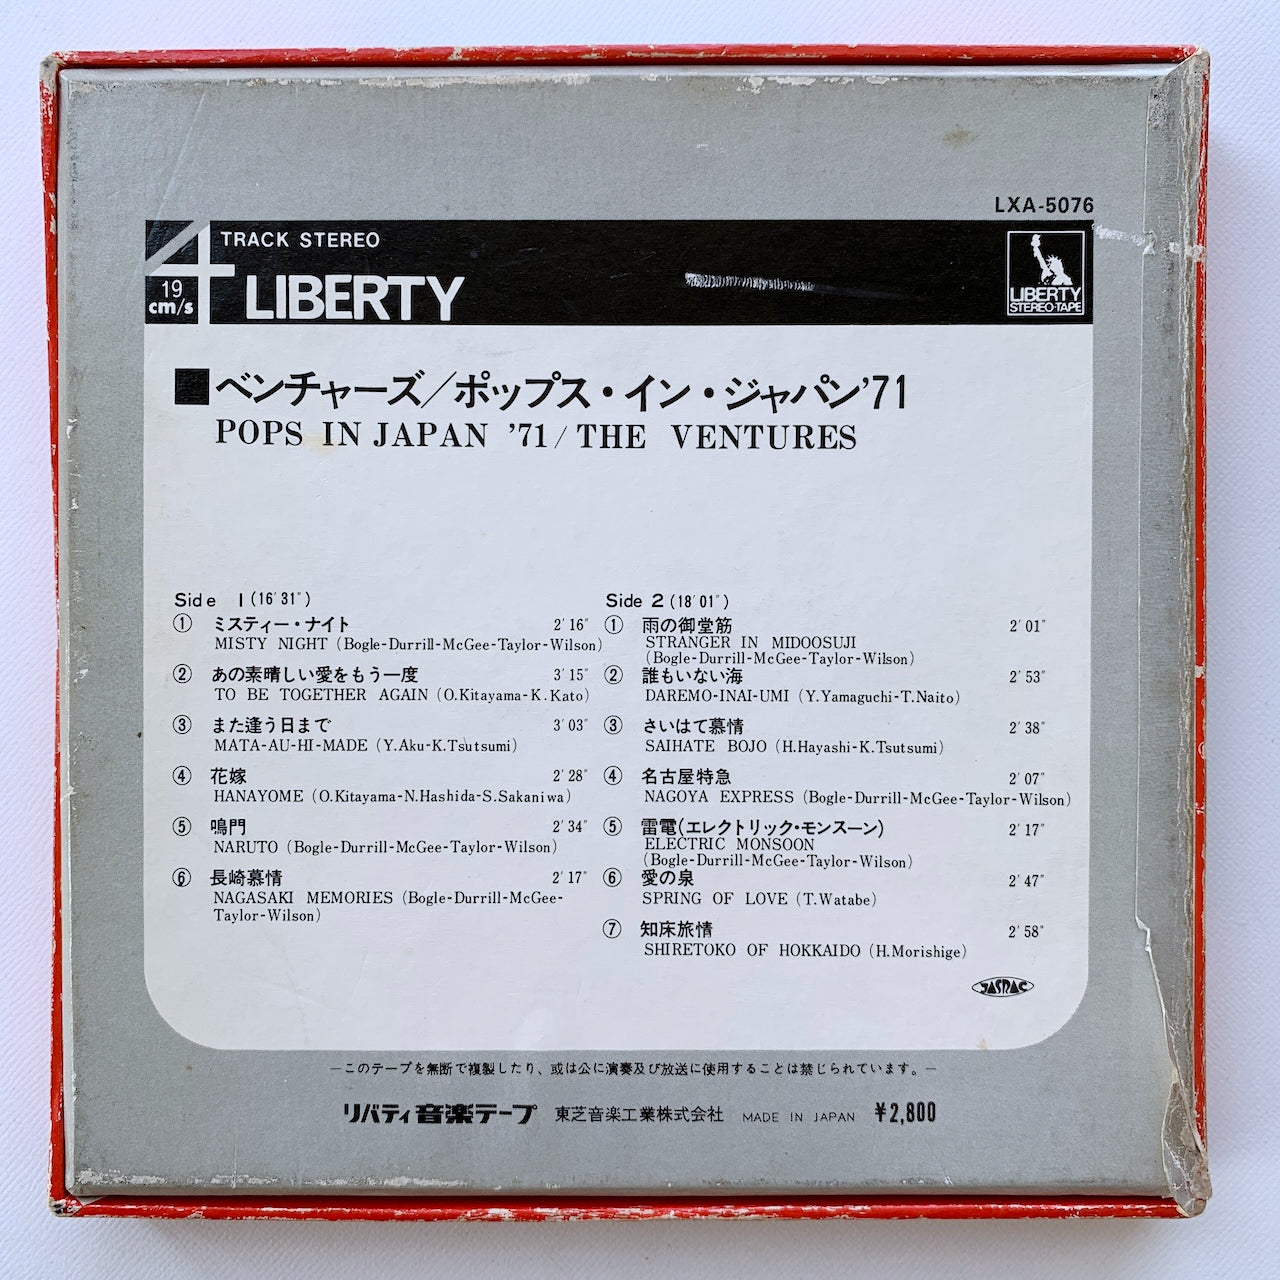 LXA-5076
4 TRACK STEREO
19 cm/s
LIBERTY
LIBERTY
STEREO-TAPE
■ベンチャーズ/ポップス・イン・ジャパン'71
POPS IN JAPAN '71/THE VENTURES
Side 1 (16'31")
① ミスティー・ナイト 2'16"
MISTY NIGHT (Bogle-Durrill-McGee-Taylor-Wilson)
② あの素晴しい愛をもう一度 3'15"
TO BE TOGETHER AGAIN (O.Kitayama-K.Kato)
③ また逢う日まで 3'03"
MATA-AU-HI-MADE (Y.Aku-K.Tsutsumi)
④ 花嫁 2'28"
HANAYOME (O.Kitayama-N.Hashida-S.Sakaniwa)
⑤ 鳴門 2'34"
NARUTO (Bogle-Durrill-McGee-Taylor-Wilson)
⑥ 長崎慕情 2'17"
NAGASAKI MEMORIES (Bogle-Durrill-McGee-
Taylor-Wilson)
Side 2 (18'01")
① 雨の御堂筋 2'01"
STRANGER IN MIDOOSUJI
(Bogle-Durrill-McGee-Taylor-Wilson)
② 誰もいない海 2'53"
DAREMO-INAI-UMI (Y.Yamaguchi-T.Naito)
③ さいはて慕情 2'38"
SAIHATE BOJO (H.Hayashi-K.Tsutsumi)
④ 名古屋特急 2'07"
NAGOYA EXPRESS (Bogle-Durrill-McGee-Taylor-Wilson)
⑤ 雷電(エレクトリック・モンスーン) 2'17"
ELECTRIC MONSOON
(Bogle-Durrill-McGee-Taylor-Wilson)
⑥ 愛の泉 2'47"
SPRING OF LOVE (T.Watabe)
⑦ 知床旅情 2'58"
SHIRETOKO OF HOKKAIDO (H.Morishige)
JASRAC
—このテープを無断で複製したり、或は公に演奏及び放送に使用することは禁じられています。—
リバティ音楽テープ 東芝音楽工業株式会社 MADE IN JAPAN ¥2,800